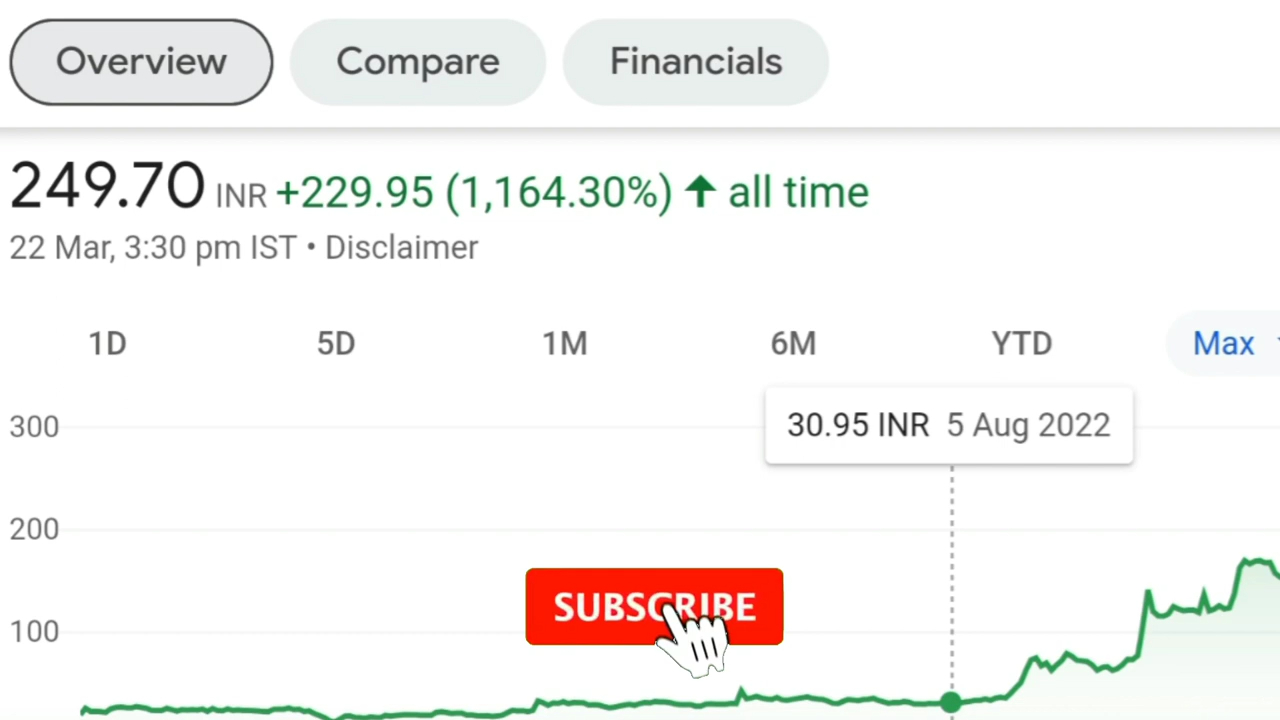 Overview Compare Financials
249.70 INR +229.95 (1,164.30%) ↑ all time
22 Mar, 3:30 pm IST • Disclaimer
1D 5D 1M 6M YTD Max
30.95 INR 5 Aug 2022
300
200
SUBSCRIBE
100